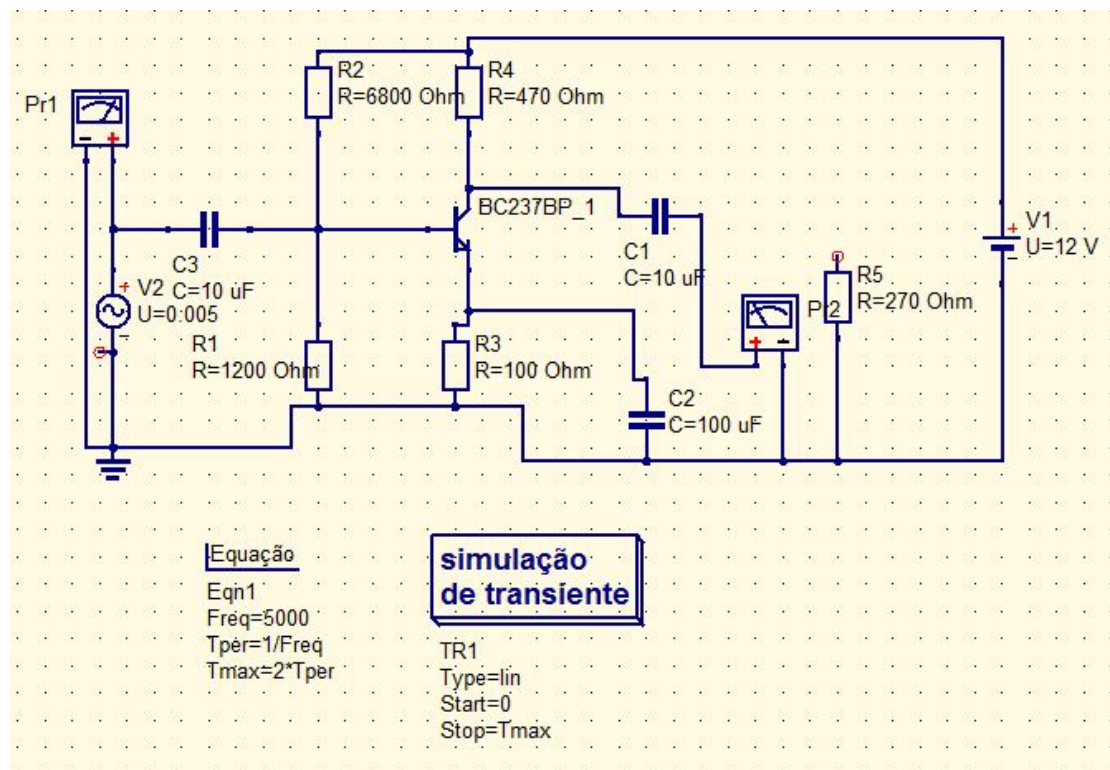 Pr1
R2
R=6800 Ohm
R4
R=470 Ohm
BC237BP_1
V1
U=12 V
C3
C=10 uF
C1
C=10 uF
R5
R=270 Ohm
V2
U=0.005
Pr2
R1
R=1200 Ohm
R3
R=100 Ohm
C2
C=100 uF
Equação
Eqn1
Freq=5000
Tper=1/Freq
Tmax=2*Tper
simulação
de transiente
TR1
Type=lin
Start=0
Stop=Tmax